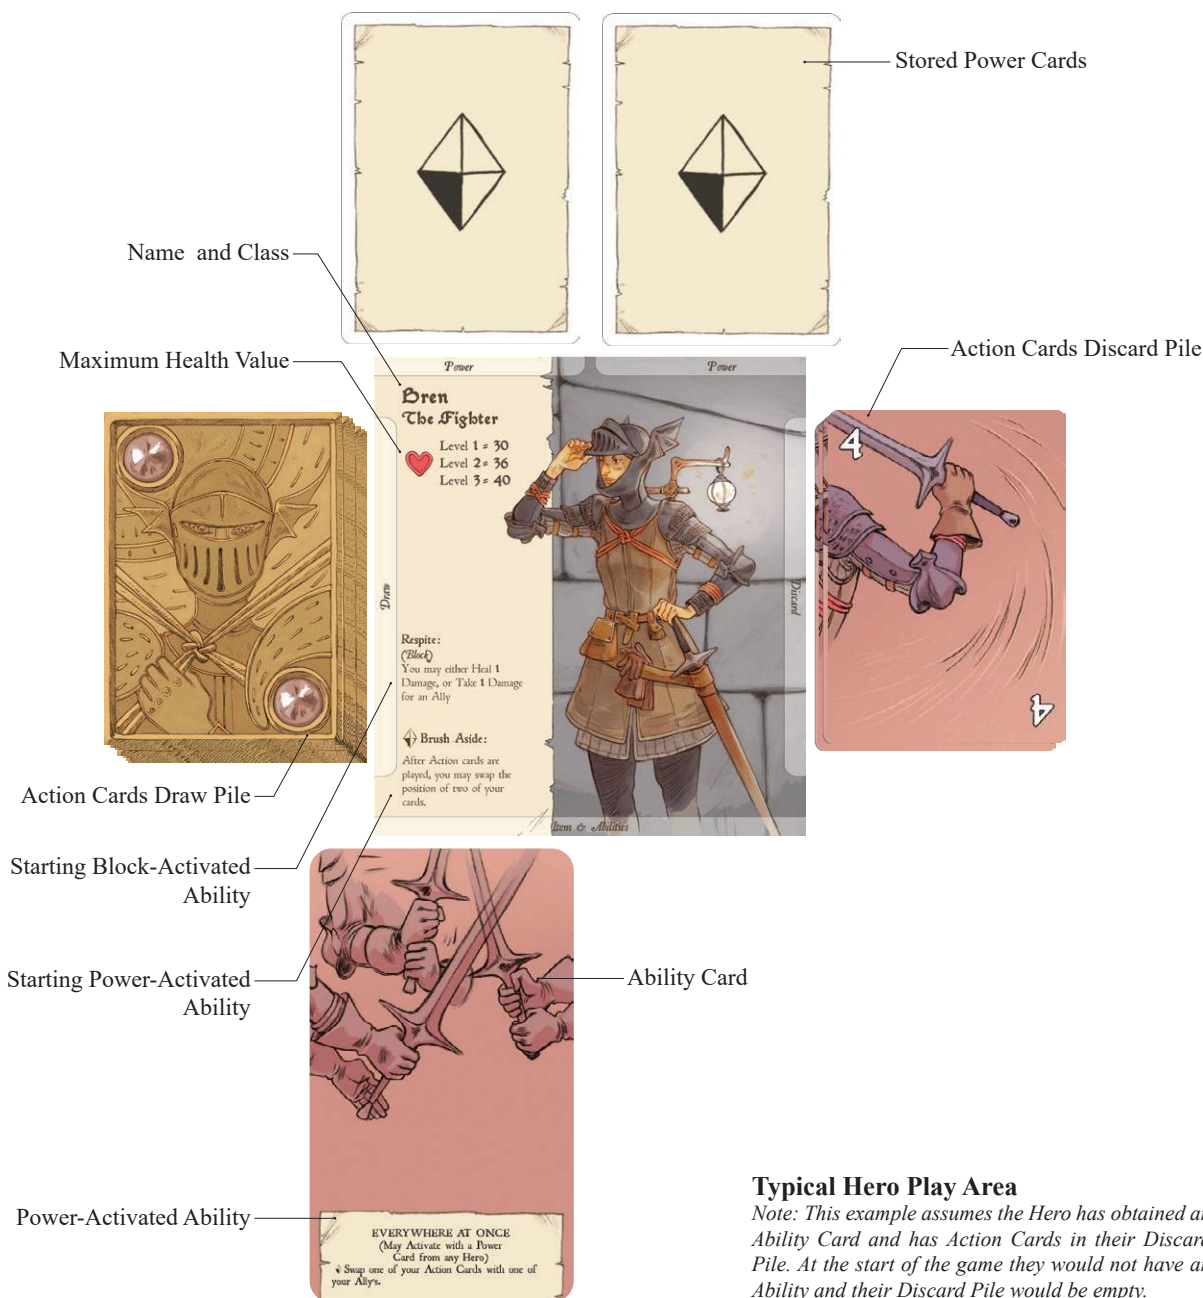 Stored Power Cards
Name and Class
Maximum Health Value
Action Cards Discard Pile
Power
Power
Bren
The Fighter
Level 1 = 30
Level 2 = 36
Level 3 = 40
4
4
Draw
Discard
Respite:
(Block)
You may either Heal 1
Damage, or Take 1 Damage
for an Ally
Brush Aside:
After Action cards are
played, you may swap the
position of two of your
cards.
Item & Abilities
Action Cards Draw Pile
Starting Block-Activated
Ability
Starting Power-Activated
Ability
Ability Card
Power-Activated Ability
EVERYWHERE AT ONCE
(May Activate with a Power
Card from any Hero)
Swap one of your Action Cards with one of
your Ally's.
Typical Hero Play Area
Note: This example assumes the Hero has obtained an
Ability Card and has Action Cards in their Discard
Pile. At the start of the game they would not have an
Ability and their Discard Pile would be empty.